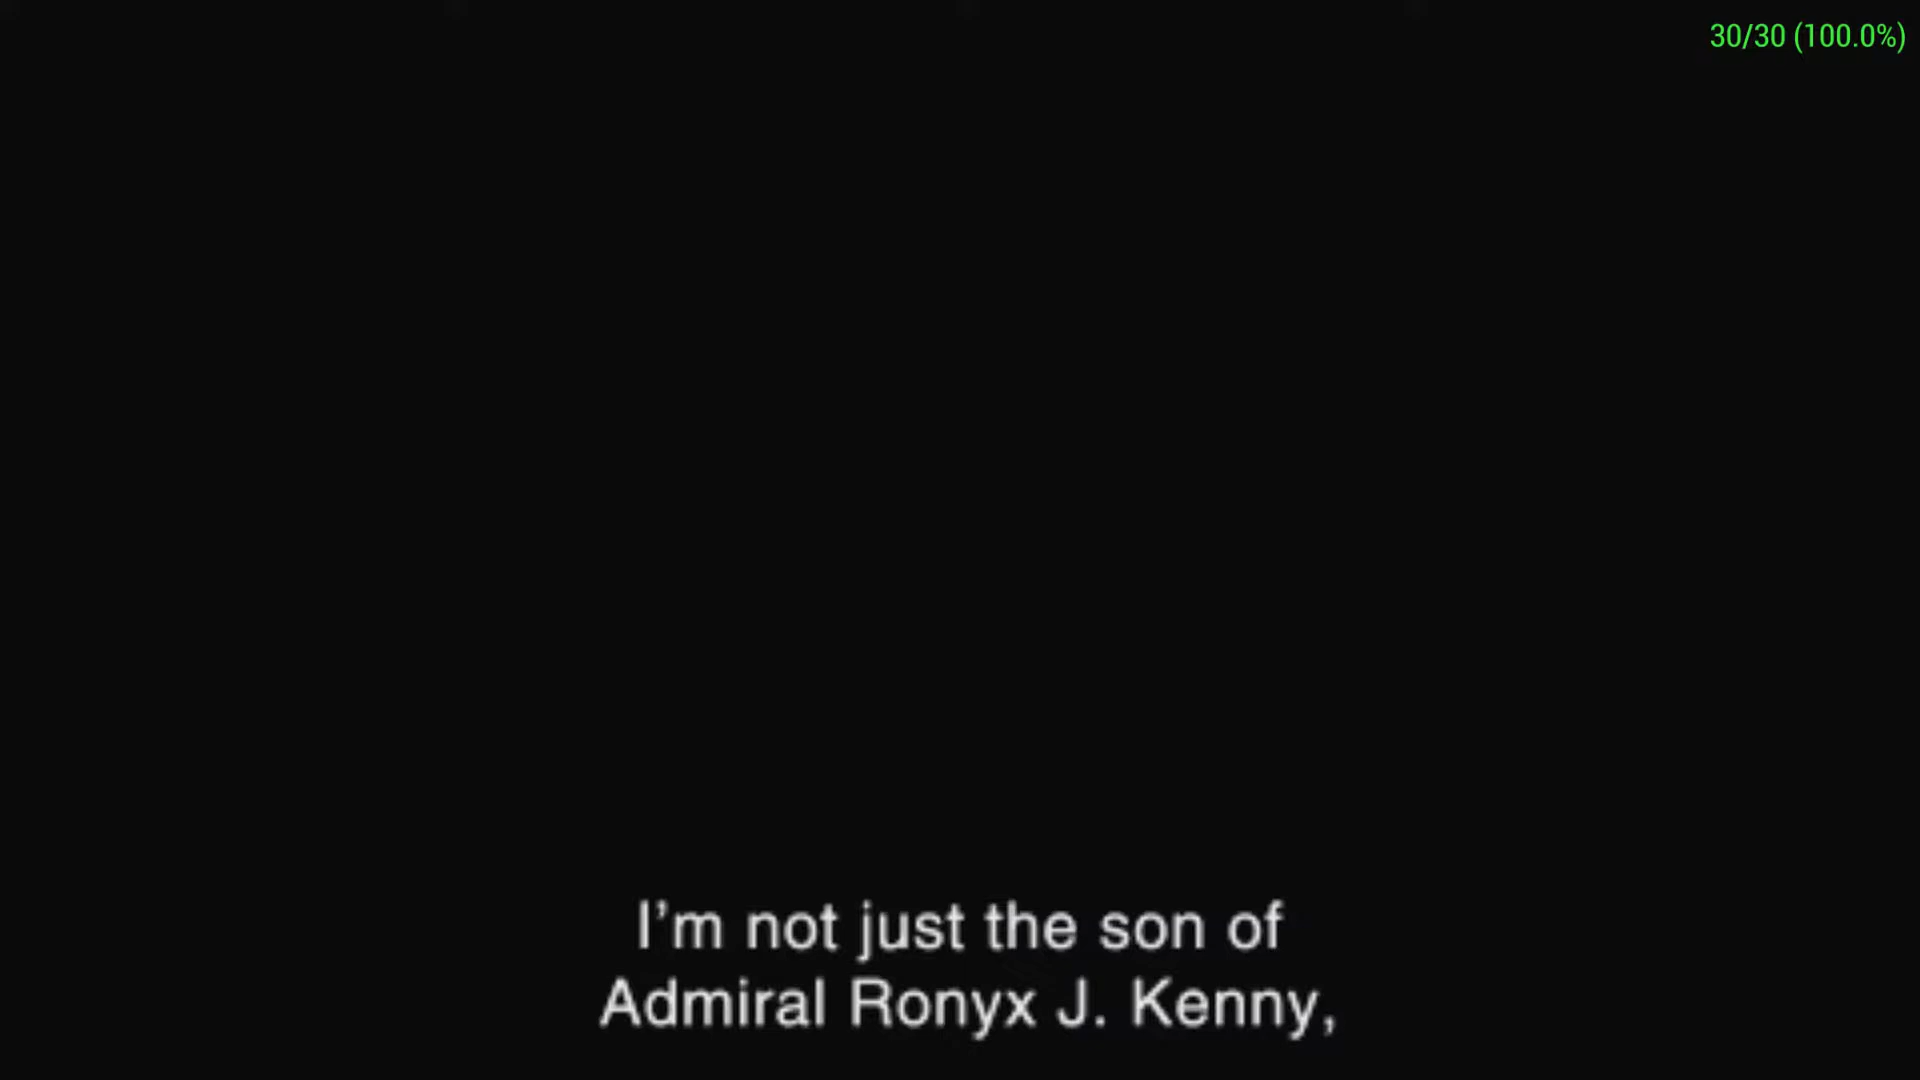 30/30 (100.0%)
I’m not just the son of
Admiral Ronyx J. Kenny,